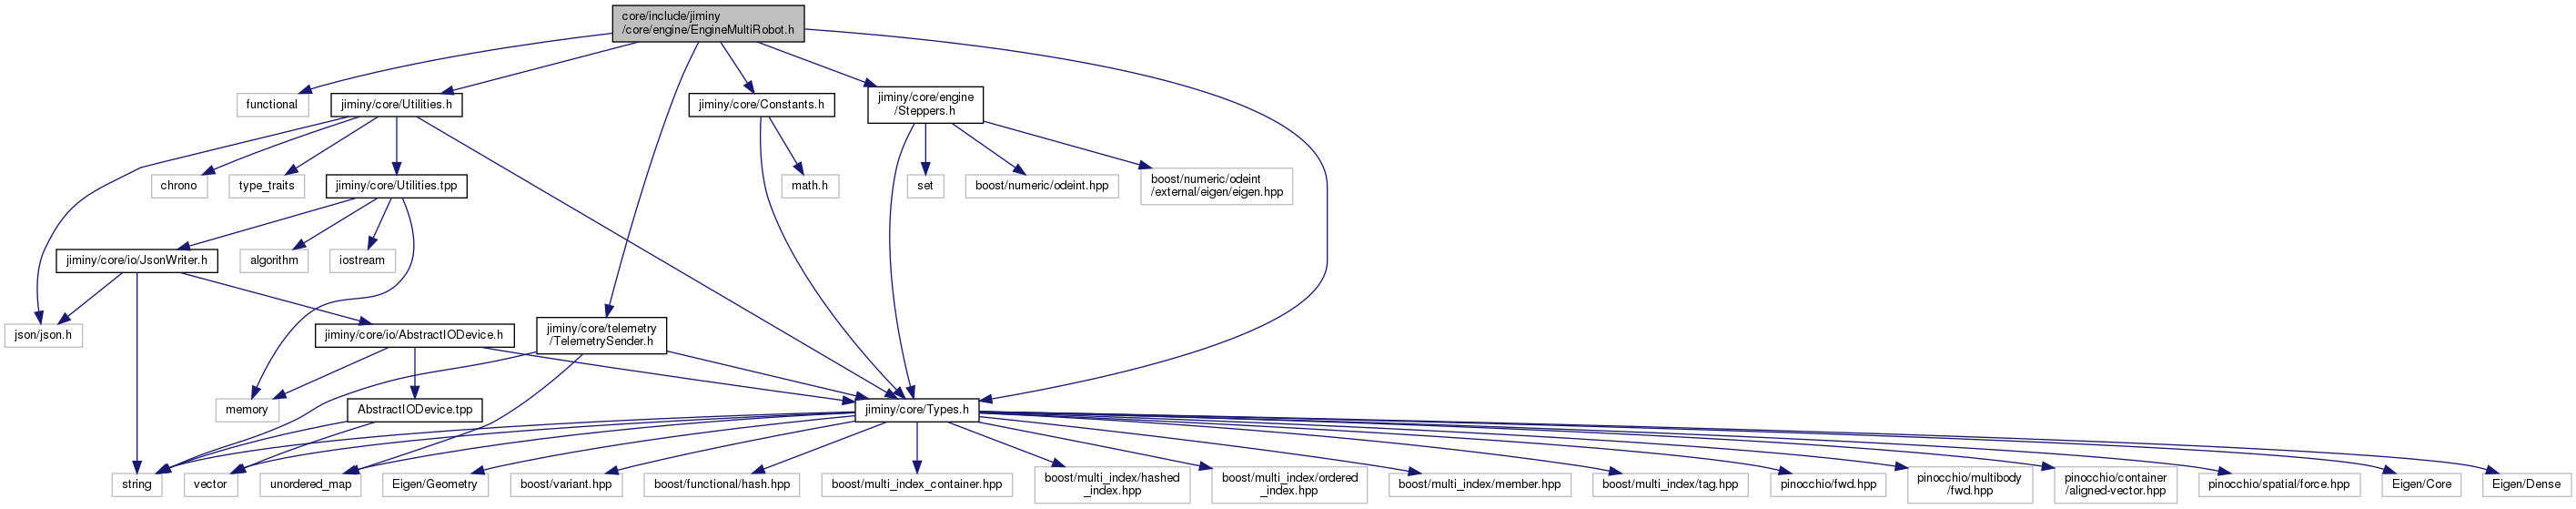 core/include/jiminy
/core/engine/EngineMultiRobot.h
functional
jiminy/core/Utilities.h
jiminy/core/Constants.h
jiminy/core/engine
/Steppers.h
chrono
type_traits
jiminy/core/Utilities.tpp
math.h
set
boost/numeric/odeint.hpp
boost/numeric/odeint
/external/eigen/eigen.hpp
jiminy/core/io/JsonWriter.h
algorithm
iostream
json/json.h
jiminy/core/io/AbstractIODevice.h
jiminy/core/telemetry
/TelemetrySender.h
memory
AbstractIODevice.tpp
jiminy/core/Types.h
string
vector
unordered_map
Eigen/Geometry
boost/variant.hpp
boost/functional/hash.hpp
boost/multi_index_container.hpp
boost/multi_index/hashed
_index.hpp
boost/multi_index/ordered
_index.hpp
boost/multi_index/member.hpp
boost/multi_index/tag.hpp
pinocchio/fwd.hpp
pinocchio/multibody
/fwd.hpp
pinocchio/container
/aligned-vector.hpp
pinocchio/spatial/force.hpp
Eigen/Core
Eigen/Dense